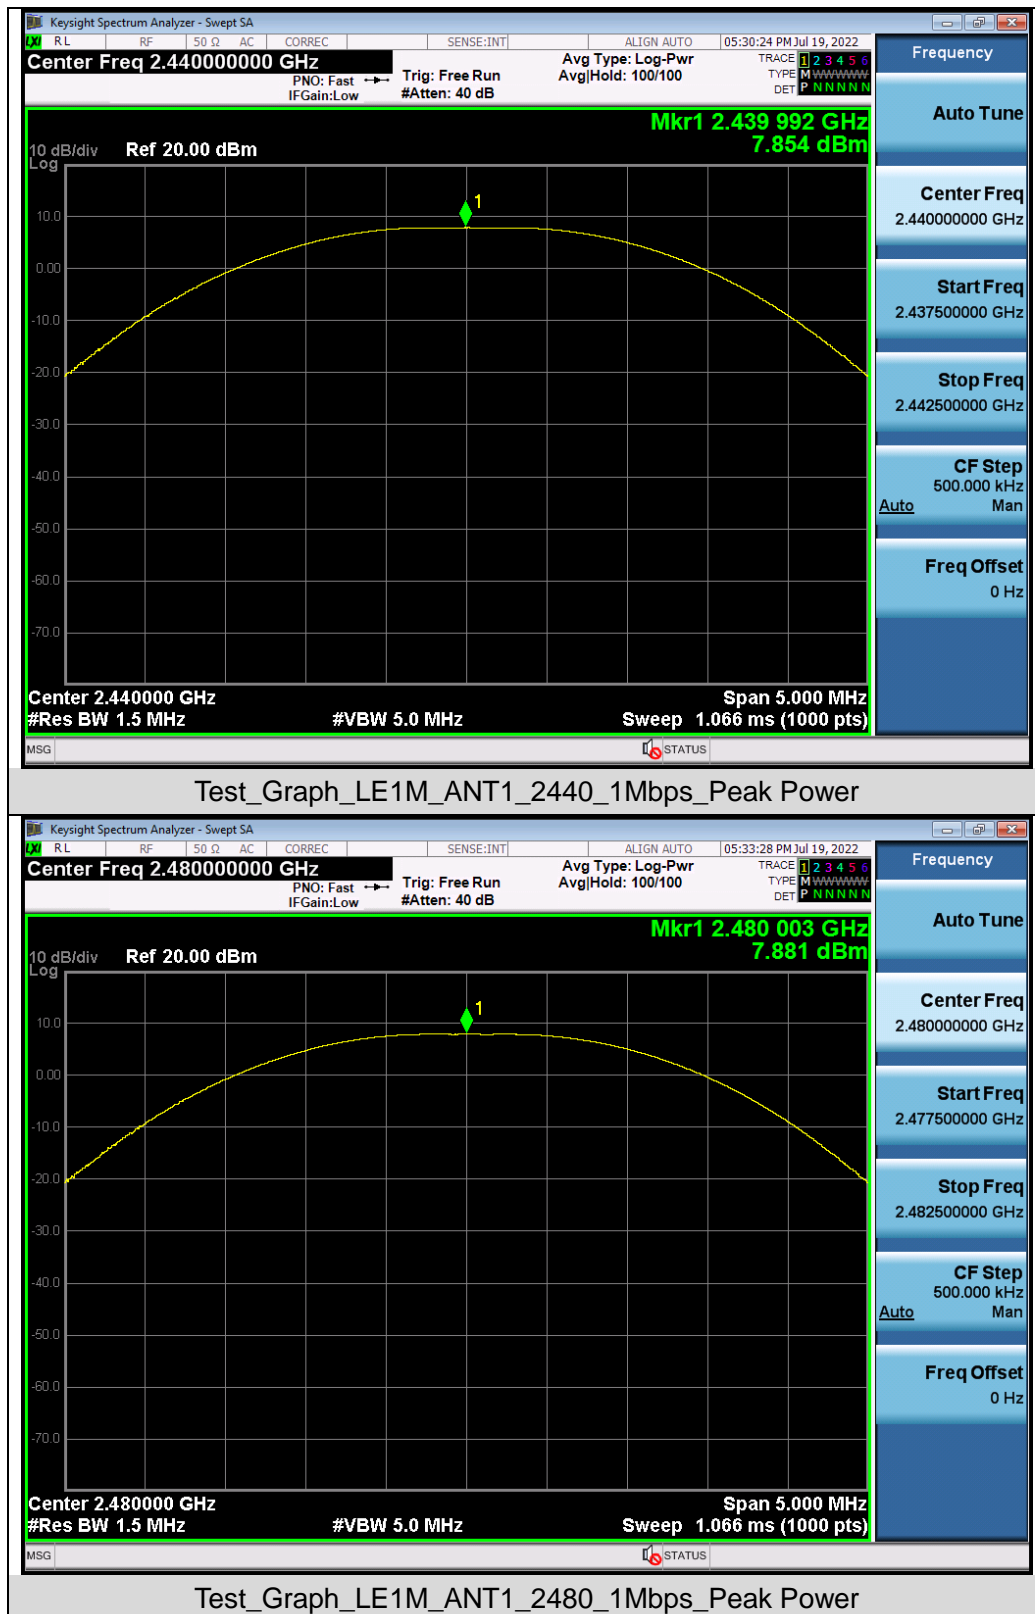 Keysight Spectrum Analyzer - Swept SA
LXI RL RF 50 Ω AC CORREC SENSE:INT ALIGN AUTO 05:30:24 PM Jul 19, 2022
Center Freq 2.440000000 GHz
PNO: Fast
IFGain:Low
Trig: Free Run
#Atten: 40 dB
Avg Type: Log-Pwr
Avg|Hold: 100/100
TRACE 1 2 3 4 5 6
TYPE M WWWWW
DET P N N N N N
Mkr1 2.439 992 GHz
7.854 dBm
10 dB/div Ref 20.00 dBm
Log
1
10.0
0.00
-10.0
-20.0
-30.0
-40.0
-50.0
-60.0
-70.0
Center 2.440000 GHz Span 5.000 MHz
#Res BW 1.5 MHz #VBW 5.0 MHz Sweep 1.066 ms (1000 pts)
MSG STATUS
Frequency
Auto Tune
Center Freq
2.440000000 GHz
Start Freq
2.437500000 GHz
Stop Freq
2.442500000 GHz
CF Step
500.000 kHz
Auto Man
Freq Offset
0 Hz
Test_Graph_LE1M_ANT1_2440_1Mbps_Peak Power
Keysight Spectrum Analyzer - Swept SA
LXI RL RF 50 Ω AC CORREC SENSE:INT ALIGN AUTO 05:33:28 PM Jul 19, 2022
Center Freq 2.480000000 GHz
PNO: Fast
IFGain:Low
Trig: Free Run
#Atten: 40 dB
Avg Type: Log-Pwr
Avg|Hold: 100/100
TRACE 1 2 3 4 5 6
TYPE M WWWWW
DET P N N N N N
Mkr1 2.480 003 GHz
7.881 dBm
10 dB/div Ref 20.00 dBm
Log
1
10.0
0.00
-10.0
-20.0
-30.0
-40.0
-50.0
-60.0
-70.0
Center 2.480000 GHz Span 5.000 MHz
#Res BW 1.5 MHz #VBW 5.0 MHz Sweep 1.066 ms (1000 pts)
MSG STATUS
Frequency
Auto Tune
Center Freq
2.480000000 GHz
Start Freq
2.477500000 GHz
Stop Freq
2.482500000 GHz
CF Step
500.000 kHz
Auto Man
Freq Offset
0 Hz
Test_Graph_LE1M_ANT1_2480_1Mbps_Peak Power